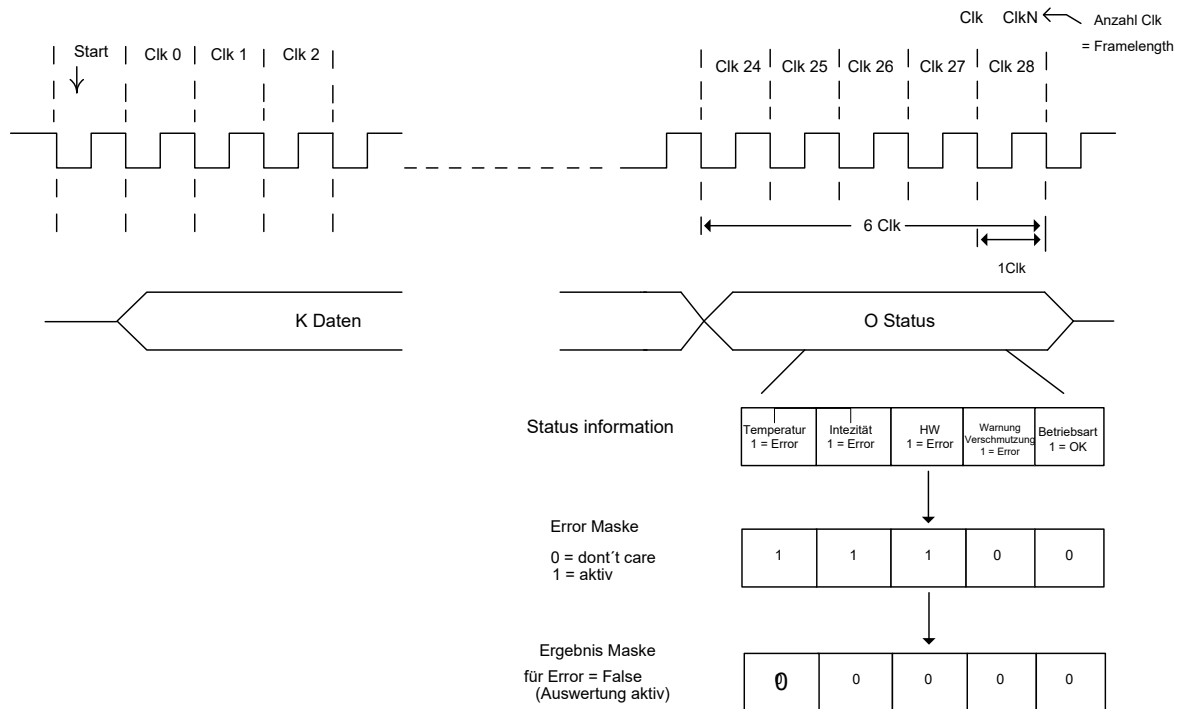 Clk ClkN Anzahl Clk
= Framelength
Start Clk 0 Clk 1 Clk 2 Clk 24 Clk 25 Clk 26 Clk 27 Clk 28
6 Clk
1Clk
K Daten O Status
Status information
Temperatur
1 = Error
Intezität
1 = Error
HW
1 = Error
Warnung
Verschmutzung
1 = Error
Betriebsart
1 = OK
Error Maske
0 = dont´t care
1 = aktiv
1 1 1 0 0
Ergebnis Maske
für Error = False
(Auswertung aktiv)
0 0 0 0 0